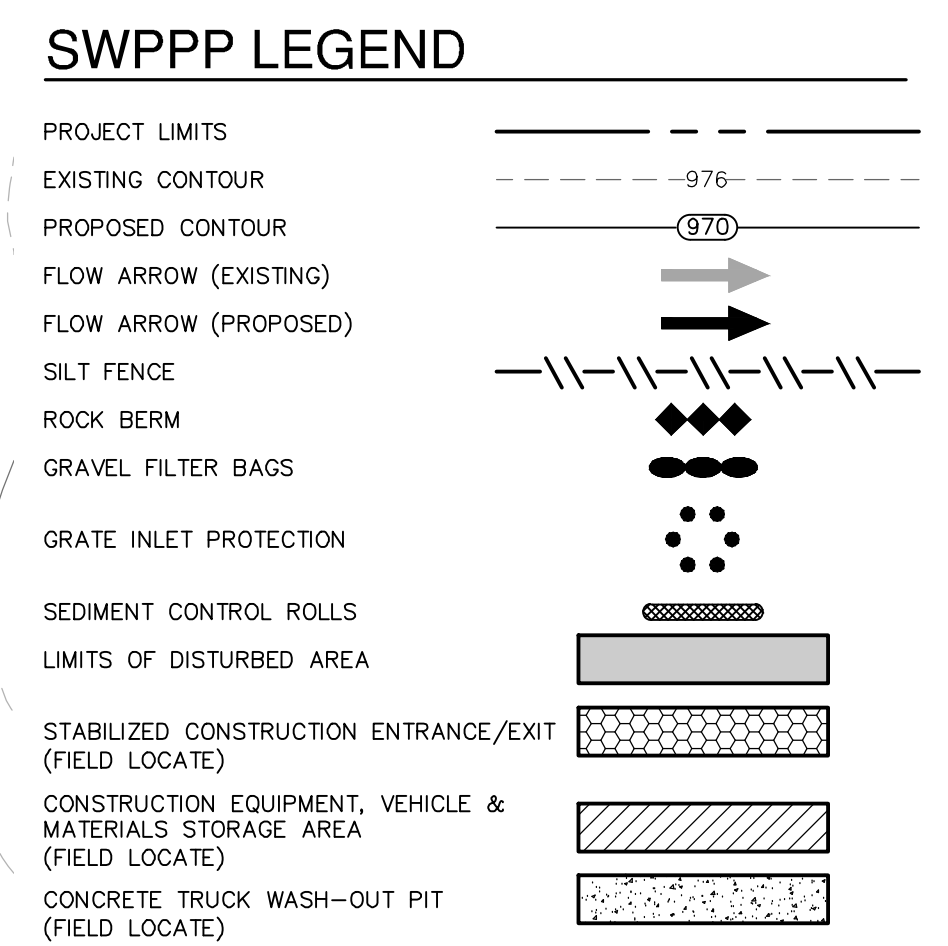 SWPPP LEGEND
PROJECT LIMITS
EXISTING CONTOUR 976
PROPOSED CONTOUR 970
FLOW ARROW (EXISTING)
FLOW ARROW (PROPOSED)
SILT FENCE
ROCK BERM
GRAVEL FILTER BAGS
GRATE INLET PROTECTION
SEDIMENT CONTROL ROLLS
LIMITS OF DISTURBED AREA
STABILIZED CONSTRUCTION ENTRANCE/EXIT
(FIELD LOCATE)
CONSTRUCTION EQUIPMENT, VEHICLE &
MATERIALS STORAGE AREA
(FIELD LOCATE)
CONCRETE TRUCK WASH-OUT PIT
(FIELD LOCATE)